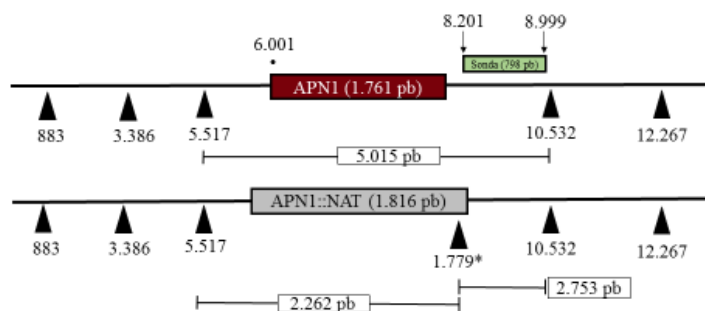 8.201 8.999
6.001
Sonda (798 pb)
APN1 (1.761 pb)
883 3.386 5.517 10.532 12.267
5.015 pb
APN1::NAT (1.816 pb)
883 3.386 5.517 1.779* 10.532 12.267
2.262 pb 2.753 pb